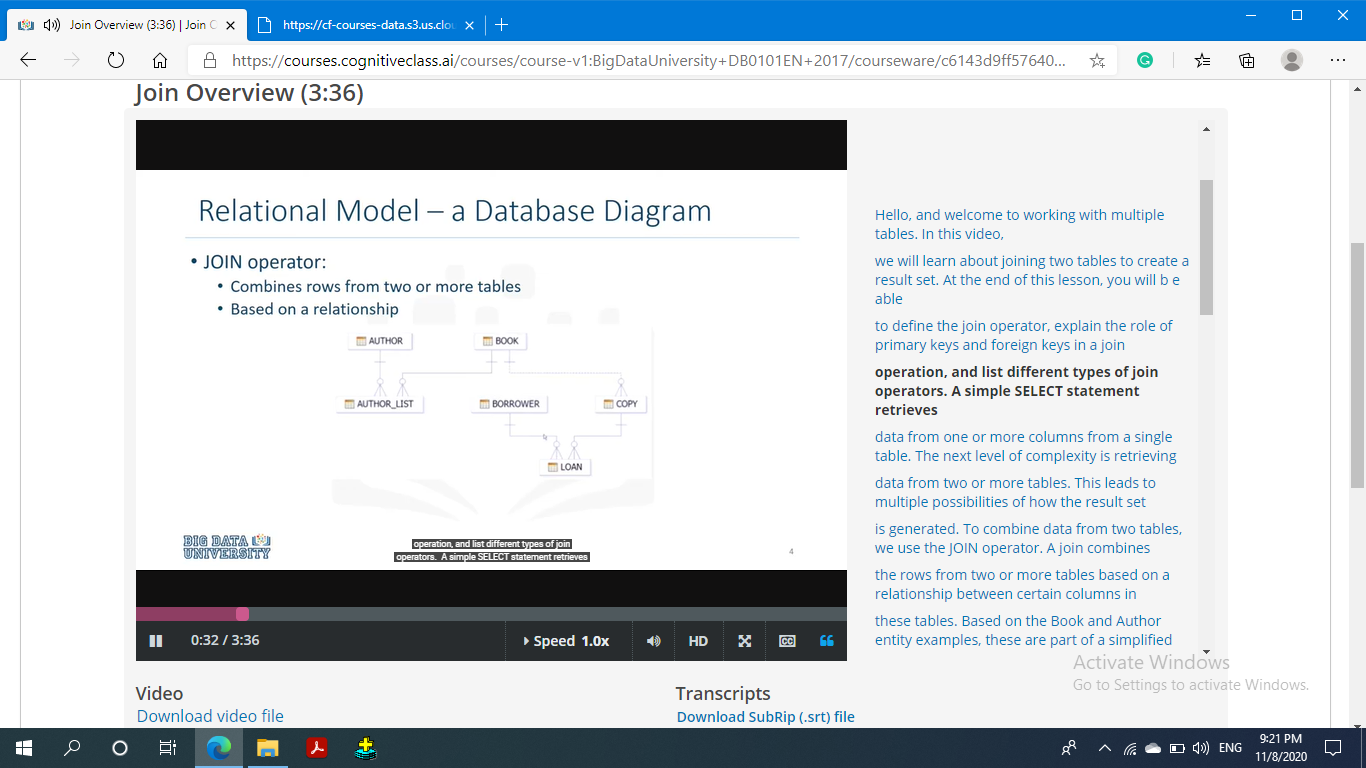 Join Overview (3:36) | Join C
https://cf-courses-data.s3.us.clou
https://courses.cognitiveclass.ai/courses/course-v1:BigDataUniversity+DB0101EN+2017/courseware/c6143d9ff57640...
Join Overview (3:36)
Relational Model – a Database Diagram
• JOIN operator:
• Combines rows from two or more tables
• Based on a relationship
AUTHOR
BOOK
AUTHOR_LIST
BORROWER
COPY
LOAN
BIG DATA
UNIVERSITY
operation, and list different types of join
operators. A simple SELECT statement retrieves
4
0:32 / 3:36
Speed 1.0x
HD
CC
Hello, and welcome to working with multiple
tables. In this video,
we will learn about joining two tables to create a
result set. At the end of this lesson, you will b e
able
to define the join operator, explain the role of
primary keys and foreign keys in a join
operation, and list different types of join
operators. A simple SELECT statement
retrieves
data from one or more columns from a single
table. The next level of complexity is retrieving
data from two or more tables. This leads to
multiple possibilities of how the result set
is generated. To combine data from two tables,
we use the JOIN operator. A join combines
the rows from two or more tables based on a
relationship between certain columns in
these tables. Based on the Book and Author
entity examples, these are part of a simplified
Activate Windows
Go to Settings to activate Windows.
Video
Download video file
Transcripts
Download SubRip (.srt) file
ENG
9:21 PM
11/8/2020